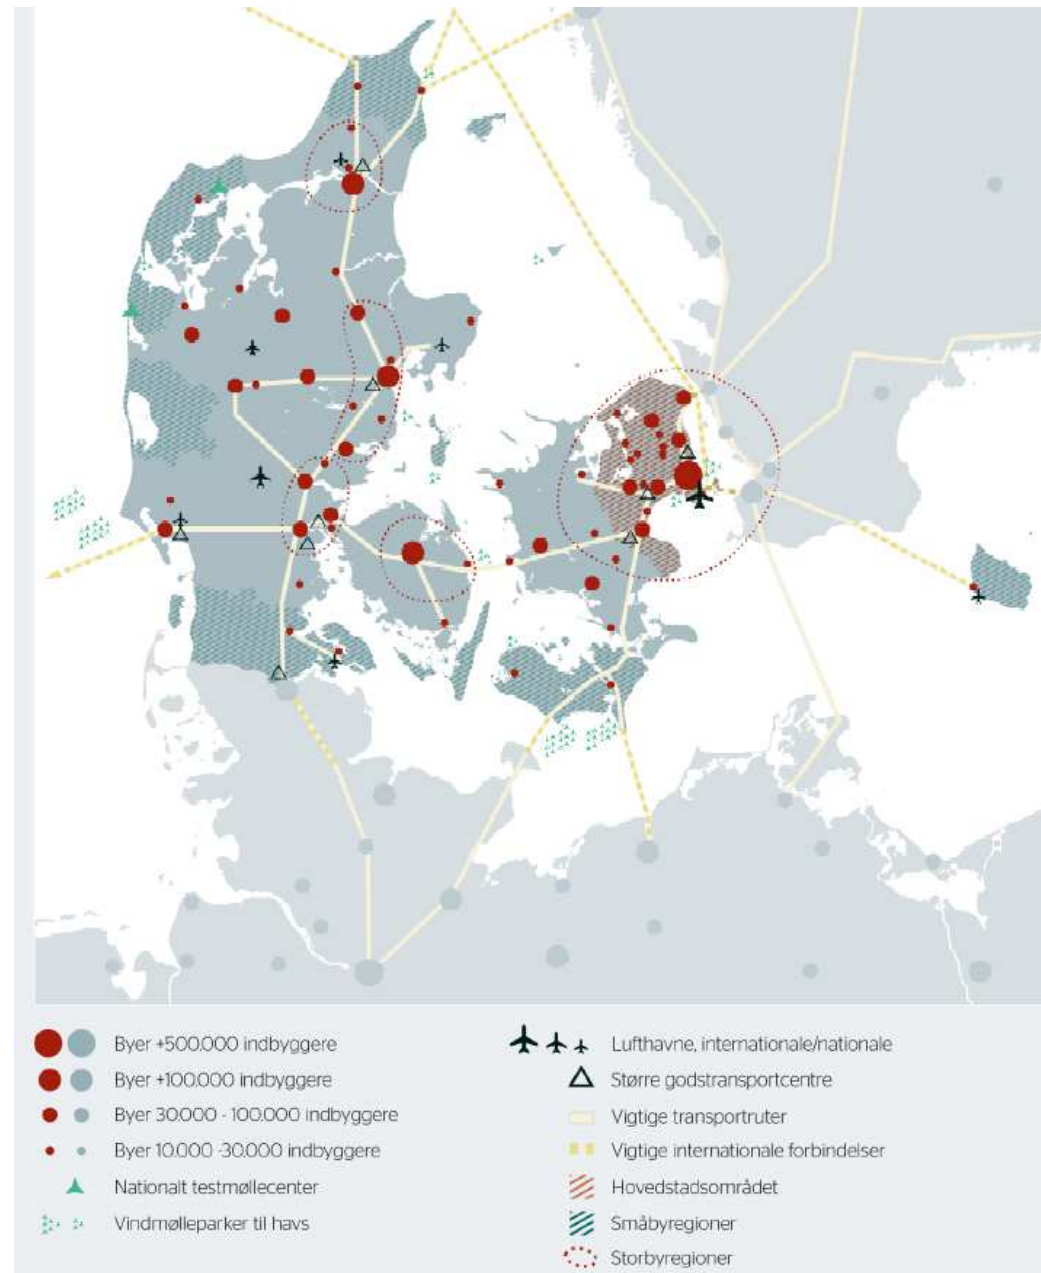 Byer +500.000 indbyggere
Byer +100.000 indbyggere
Byer 30.000 - 100.000 indbyggere
Byer 10.000 -30.000 indbyggere
Nationalt testmøllecenter
Vindmølleparker til havs
Lufthavne, internationale/nationale
Større godstransportcentre
Vigtige transportruter
Vigtige internationale forbindelser
Hovedstadsområdet
Småbyregioner
Storbyregioner